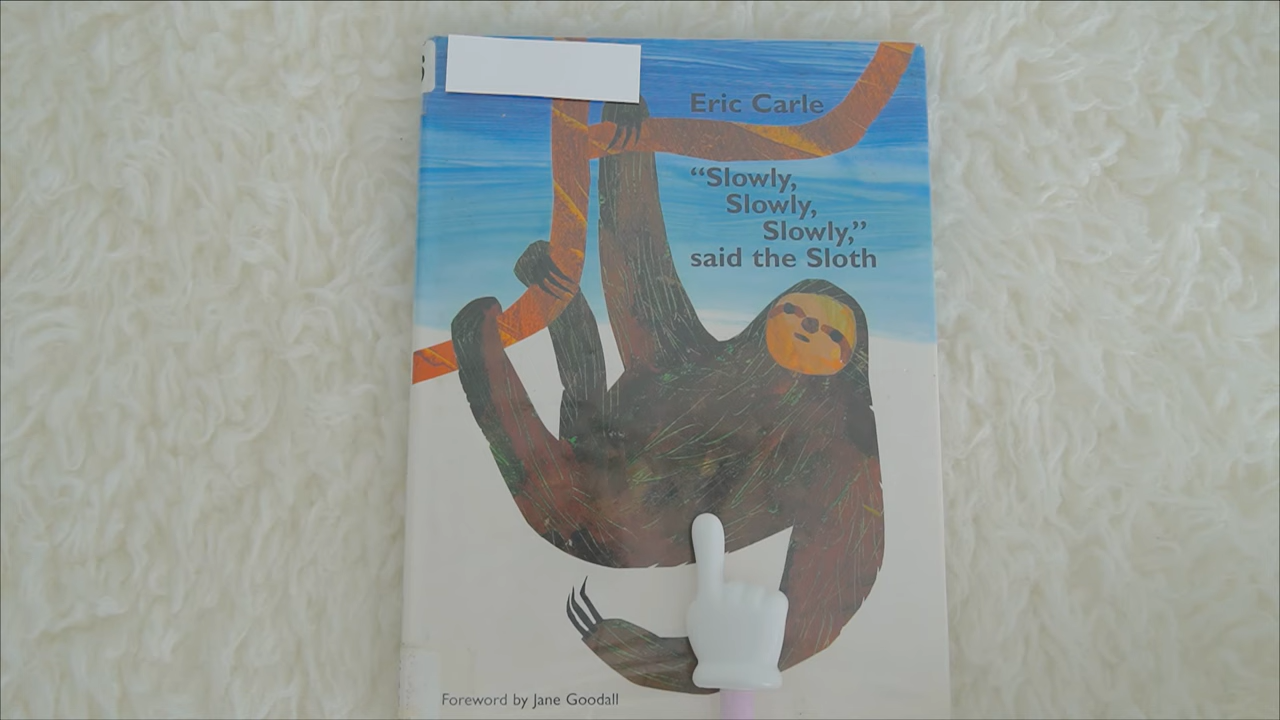 Eric Carle
“Slowly,
Slowly,
Slowly,”
said the Sloth
Foreword by Jane Goodall